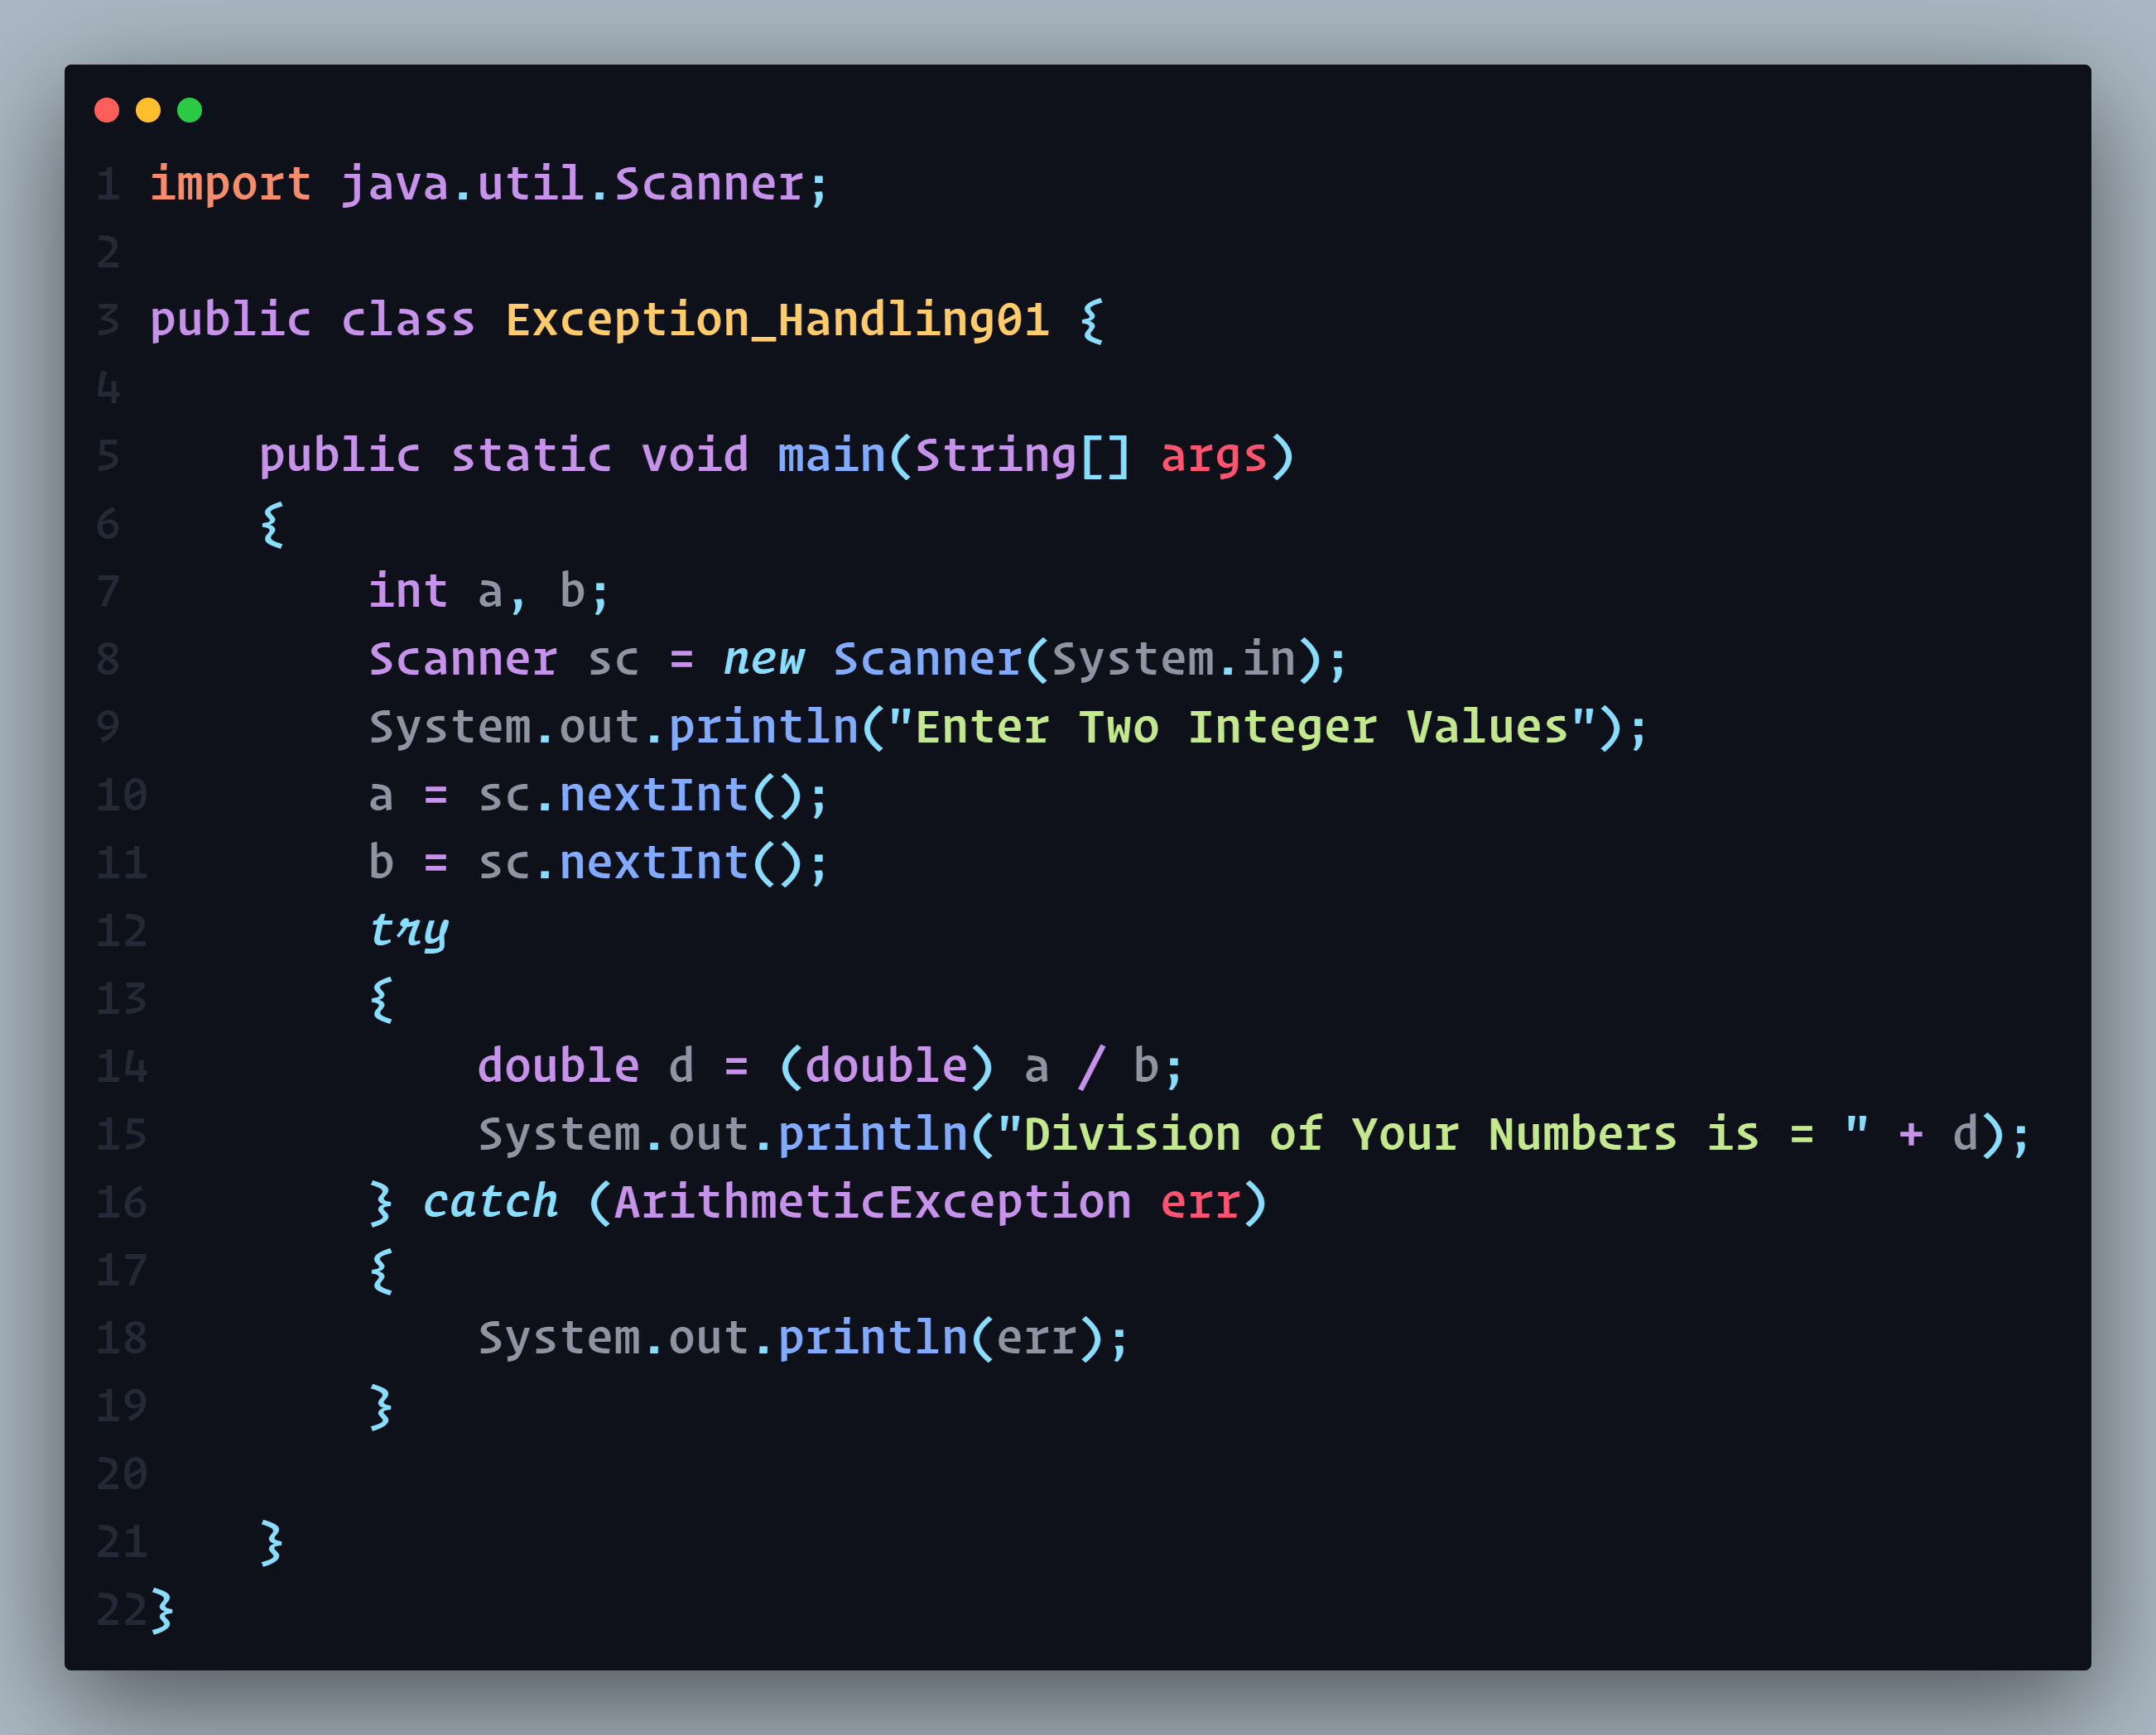 1 import java.util.Scanner;
2
3 public class Exception_Handling01 {
4
5     public static void main(String[] args)
6     {
7         int a, b;
8         Scanner sc = new Scanner(System.in);
9         System.out.println("Enter Two Integer Values");
10        a = sc.nextInt();
11        b = sc.nextInt();
12        try
13        {
14            double d = (double) a / b;
15            System.out.println("Division of Your Numbers is = " + d);
16        } catch (ArithmeticException err)
17        {
18            System.out.println(err);
19        }
20
21    }
22}